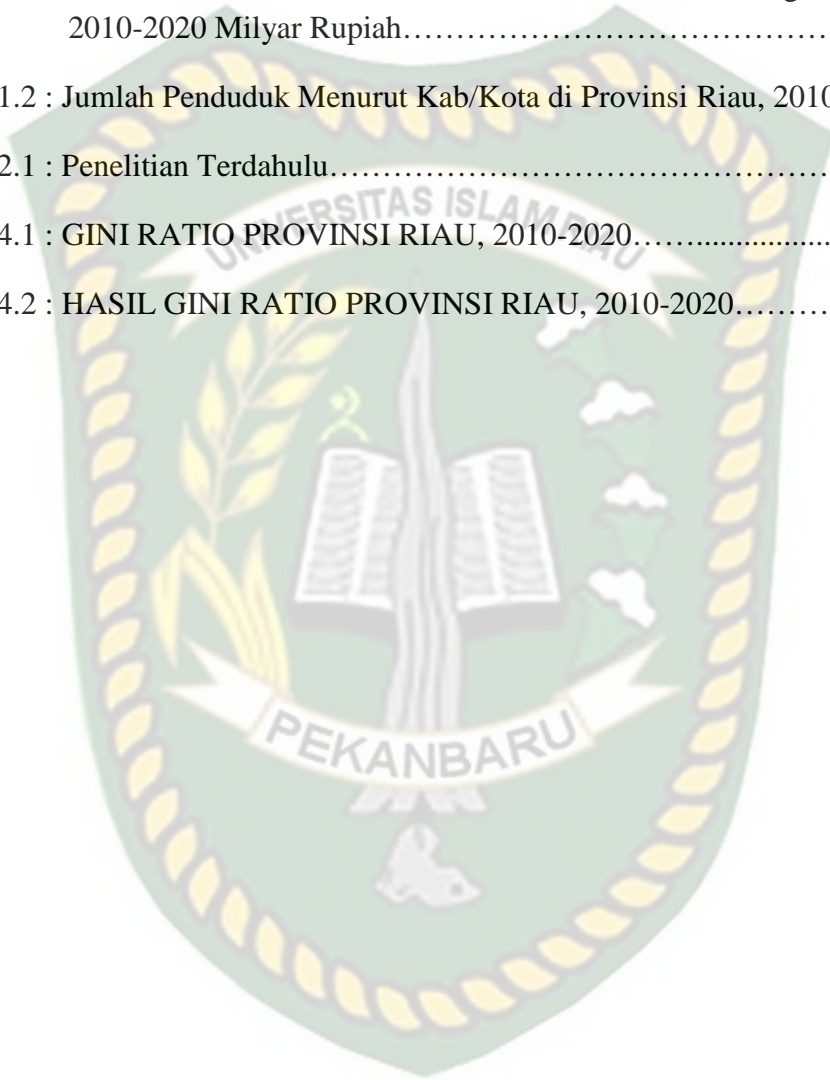 2010-2020 Milyar Rupiah……………………………………
1.2 : Jumlah Penduduk Menurut Kab/Kota di Provinsi Riau, 2010
2.1 : Penelitian Terdahulu…………………………………………
4.1 : GINI RATIO PROVINSI RIAU, 2010-2020……..................
4.2 : HASIL GINI RATIO PROVINSI RIAU, 2010-2020………
UNIVERSITAS ISLAM RIAU
PEKANBARU